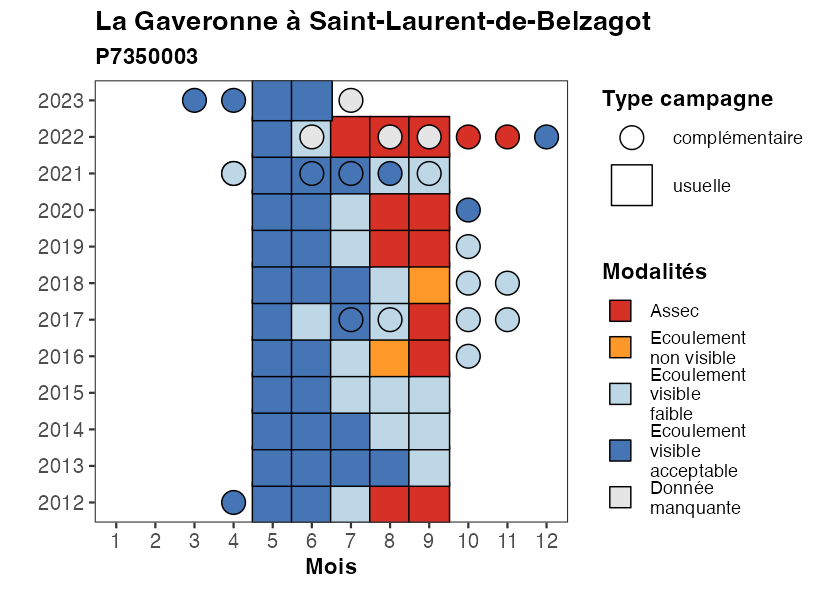 La Gaveronne à Saint-Laurent-de-Belzagot
P7350003
2023
2022
2021
2020
2019
2018
2017
2016
2015
2014
2013
2012
1 2 3 4 5 6 7 8 9 10 11 12
Mois
Type campagne
complémentaire
usuelle
Modalités
Assec
Ecoulement
non visible
Ecoulement
visible
faible
Ecoulement
visible
acceptable
Donnée
manquante